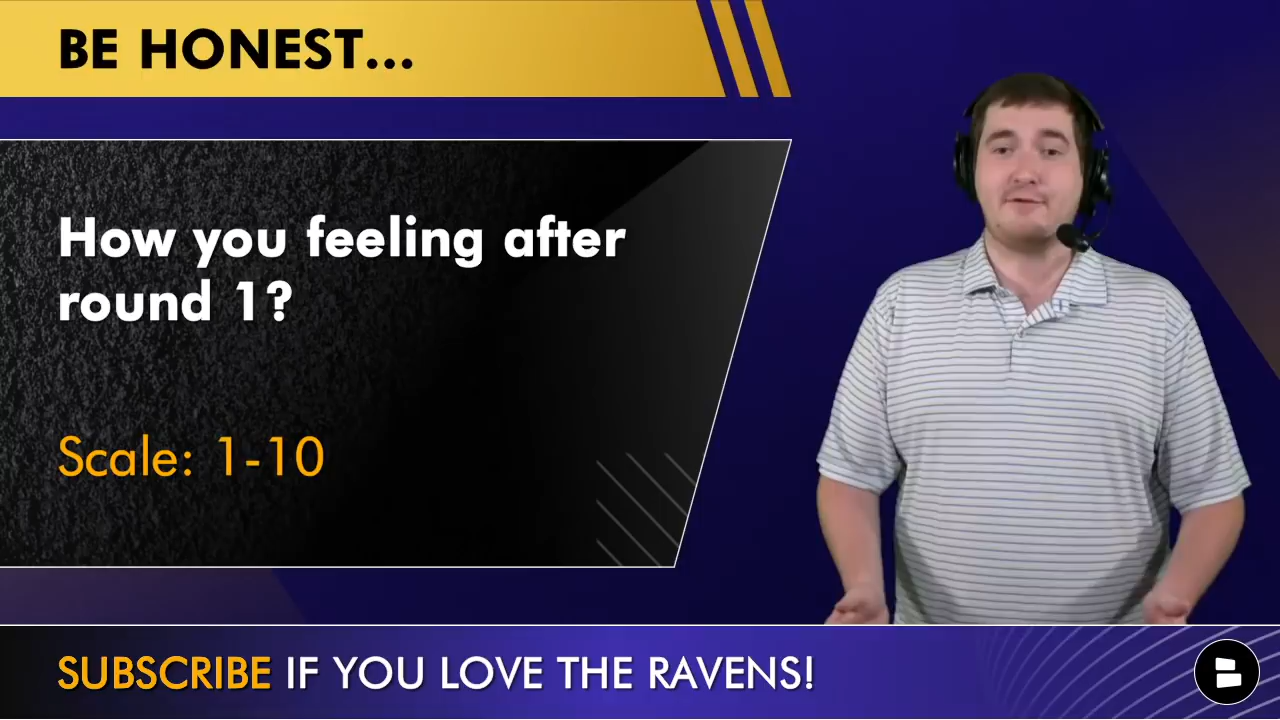 BE HONEST...
How you feeling after
round 1?
Scale: 1-10
SUBSCRIBE IF YOU LOVE THE RAVENS!